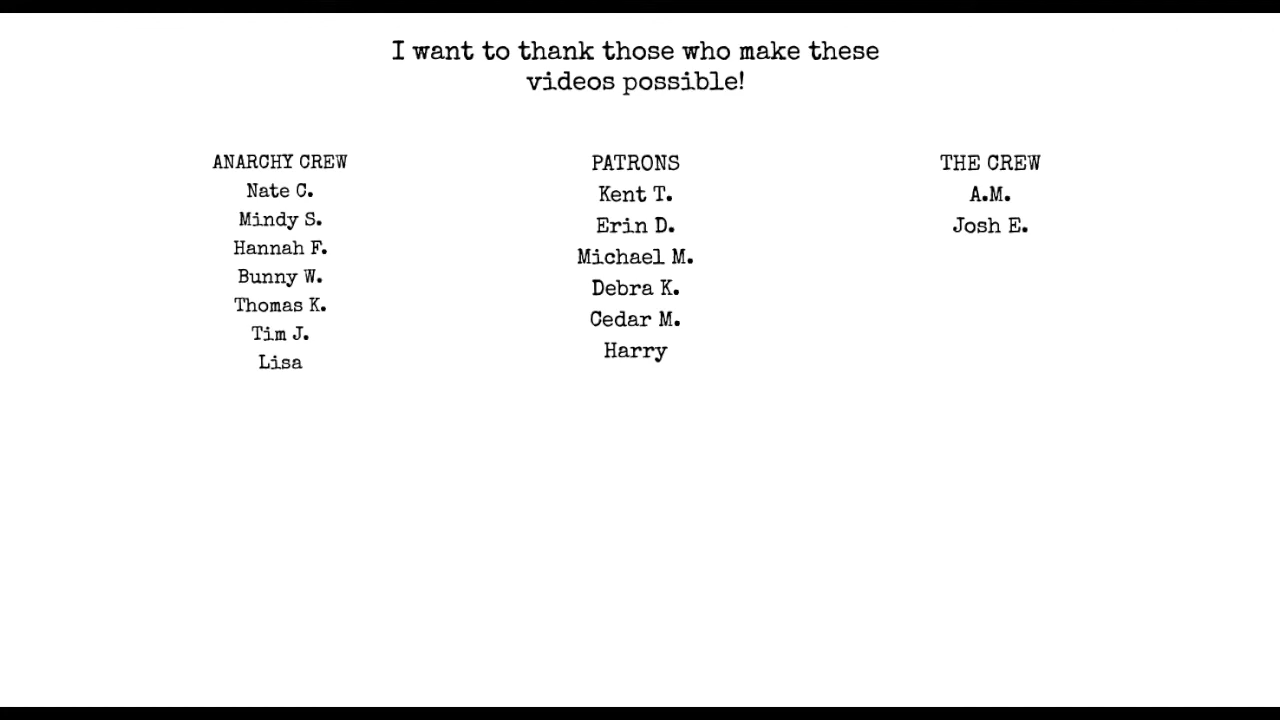 I want to thank those who make these
videos possible!
ANARCHY CREW
Nate C.
Mindy S.
Hannah F.
Bunny W.
Thomas K.
Tim J.
Lisa
PATRONS
Kent T.
Erin D.
Michael M.
Debra K.
Cedar M.
Harry
THE CREW
A.M.
Josh E.